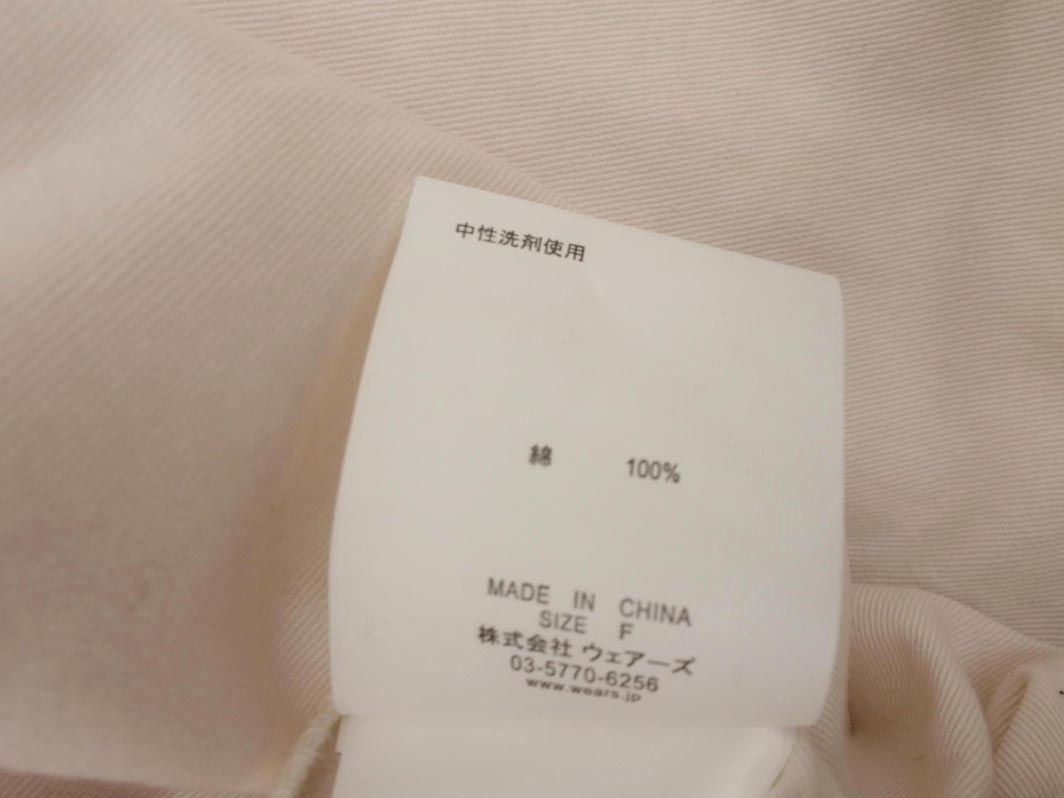 中性洗剤使用
綿 100%
MADE IN CHINA
SIZE F
株式会社 ウェアーズ
03-5770-6256
www.wears.jp